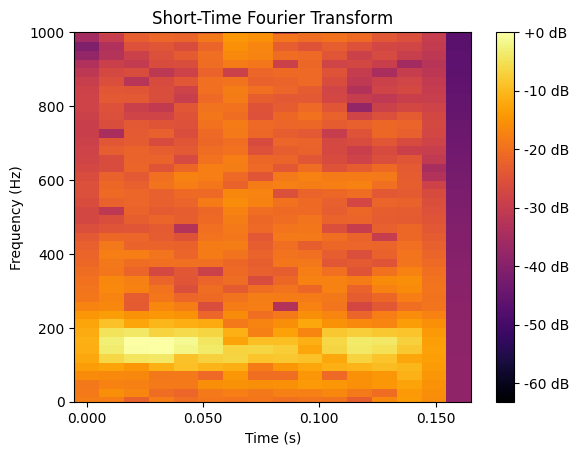 Short-Time Fourier Transform
Frequency (Hz)
1000
800
600
400
200
0
0.000
0.050
0.100
0.150
Time (s)
+0 dB
-10 dB
-20 dB
-30 dB
-40 dB
-50 dB
-60 dB